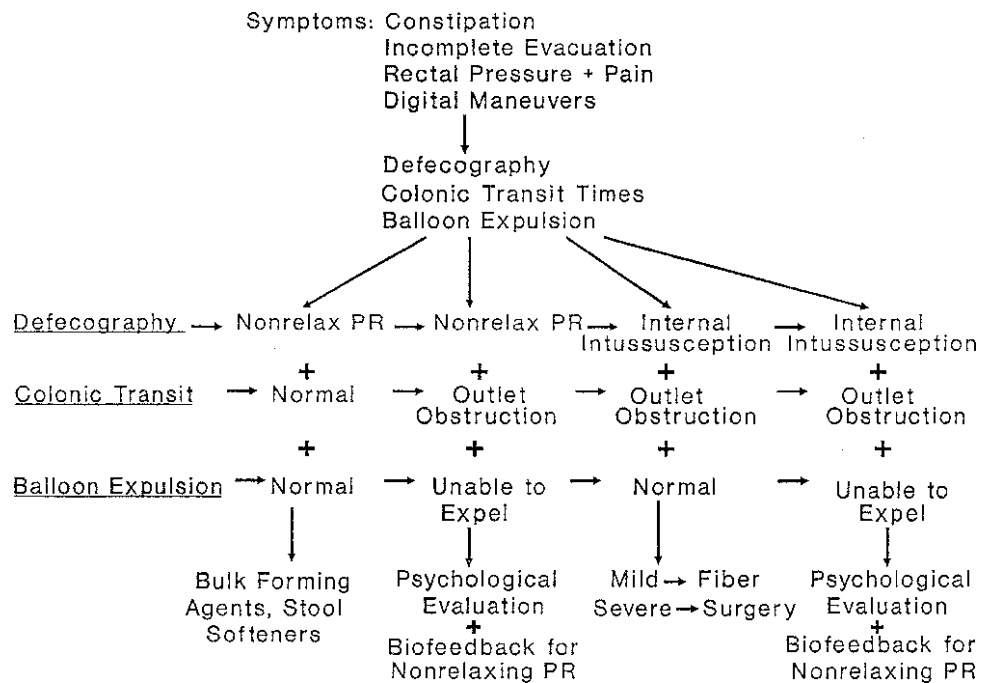 Symptoms: Constipation
Incomplete Evacuation
Rectal Pressure + Pain
Digital Maneuvers
Defecography
Colonic Transit Times
Balloon Expulsion
Defecography Nonrelax PR Nonrelax PR Internal Internal
Intussusception Intussusception
+ + + +
Colonic Transit Normal Outlet Outlet Outlet
Obstruction Obstruction Obstruction
+ + + +
Balloon Expulsion Normal Unable to Normal Unable to
Expel Expel
Bulk Forming Psychological Mild Fiber Psychological
Agents, Stool Evaluation Severe Surgery Evaluation
Softeners + +
Biofeedback for Biofeedback for
Nonrelaxing PR Nonrelaxing PR